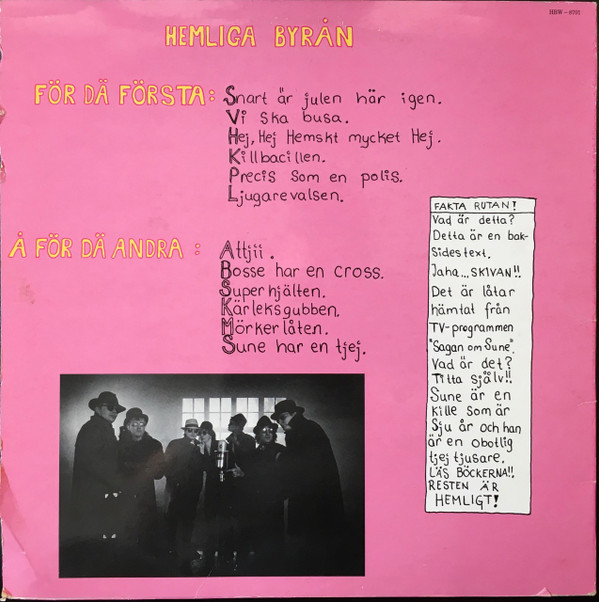 HHW-8701
HEMLIGA BYRÅN
FÖR DÄ FÖRSTA: Snart är julen här igen.
Vi ska busa.
Hej, Hej Hemskt mycket Hej.
Killbacillen.
Precis som en polis.
Ljugarevalsen.
Å FÖR DÄ ANDRA: Attjii.
Bosse har en cross.
Superhjälten.
Kärleksgubben.
Mörkerlåten.
Sune har en tjej.
FAKTA RUTAN!
Vad är detta?
Detta är en bak-
sidestext.
Jaha... SKIVAN!!
Det är låtar
hämtat från
TV-programmen
"Sagan om Sune".
Vad är det?
Titta själv!!
Sune är en
kille som är
Sju år och han
är en obotlig
tjej tjusare.
LÄS BÖCKERNA!!
RESTEN ÄR
HEMLIGT!